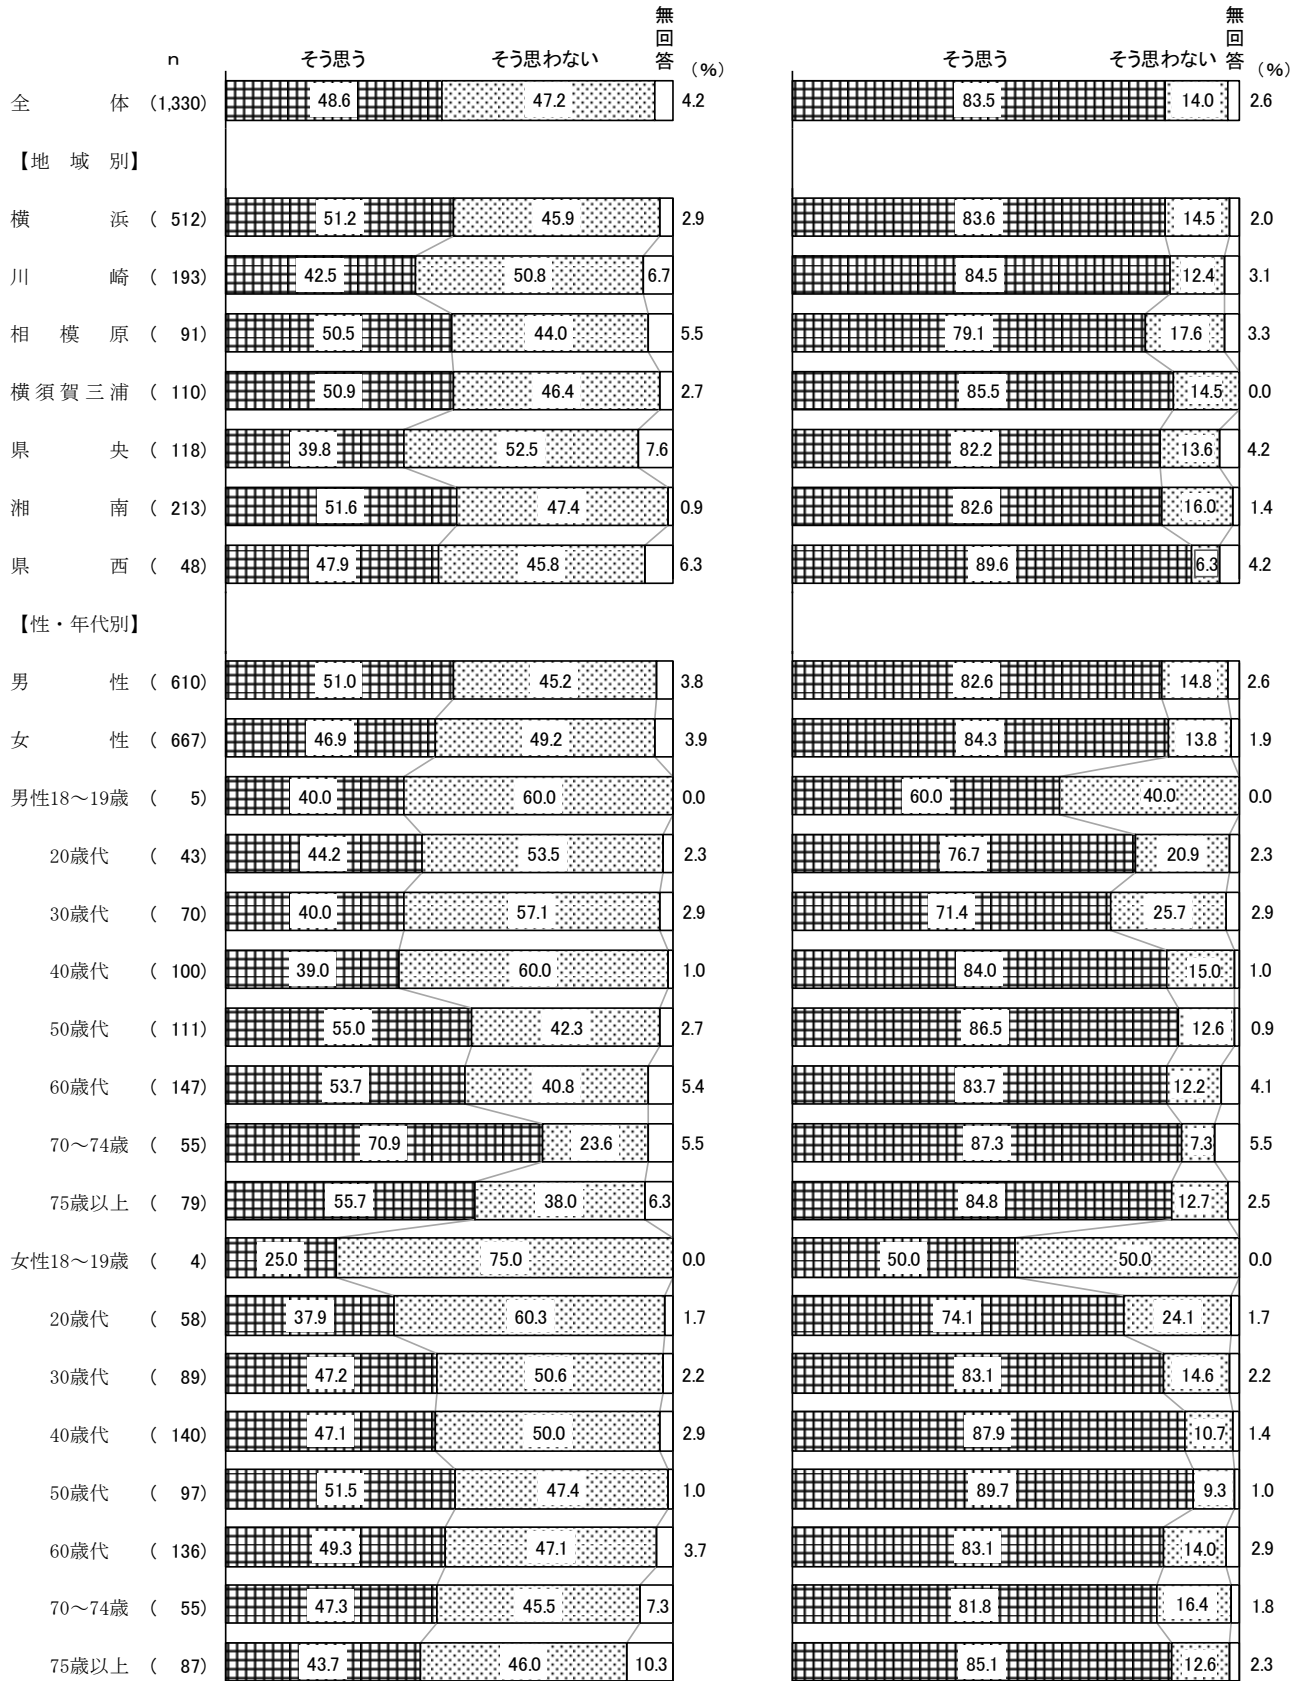 無 無
回 回
n そう思う そう思わない 答 (%) そう思う そう思わない 答 (%)
全体 (1,330) 48.6 47.2 4.2 83.5 14.0 2.6
【地域別】
横浜 ( 512) 51.2 45.9 2.9 83.6 14.5 2.0
川崎 ( 193) 42.5 50.8 6.7 84.5 12.4 3.1
相模原 ( 91) 50.5 44.0 5.5 79.1 17.6 3.3
横須賀三浦 ( 110) 50.9 46.4 2.7 85.5 14.5 0.0
県央 ( 118) 39.8 52.5 7.6 82.2 13.6 4.2
湘南 ( 213) 51.6 47.4 0.9 82.6 16.0 1.4
県西 ( 48) 47.9 45.8 6.3 89.6 6.3 4.2
【性・年代別】
男性 ( 610) 51.0 45.2 3.8 82.6 14.8 2.6
女性 ( 667) 46.9 49.2 3.9 84.3 13.8 1.9
男性18～19歳 ( 5) 40.0 60.0 0.0 60.0 40.0 0.0
20歳代 ( 43) 44.2 53.5 2.3 76.7 20.9 2.3
30歳代 ( 70) 40.0 57.1 2.9 71.4 25.7 2.9
40歳代 ( 100) 39.0 60.0 1.0 84.0 15.0 1.0
50歳代 ( 111) 55.0 42.3 2.7 86.5 12.6 0.9
60歳代 ( 147) 53.7 40.8 5.4 83.7 12.2 4.1
70～74歳 ( 55) 70.9 23.6 5.5 87.3 7.3 5.5
75歳以上 ( 79) 55.7 38.0 6.3 84.8 12.7 2.5
女性18～19歳 ( 4) 25.0 75.0 0.0 50.0 50.0 0.0
20歳代 ( 58) 37.9 60.3 1.7 74.1 24.1 1.7
30歳代 ( 89) 47.2 50.6 2.2 83.1 14.6 2.2
40歳代 ( 140) 47.1 50.0 2.9 87.9 10.7 1.4
50歳代 ( 97) 51.5 47.4 1.0 89.7 9.3 1.0
60歳代 ( 136) 49.3 47.1 3.7 83.1 14.0 2.9
70～74歳 ( 55) 47.3 45.5 7.3 81.8 16.4 1.8
75歳以上 ( 87) 43.7 46.0 10.3 85.1 12.6 2.3